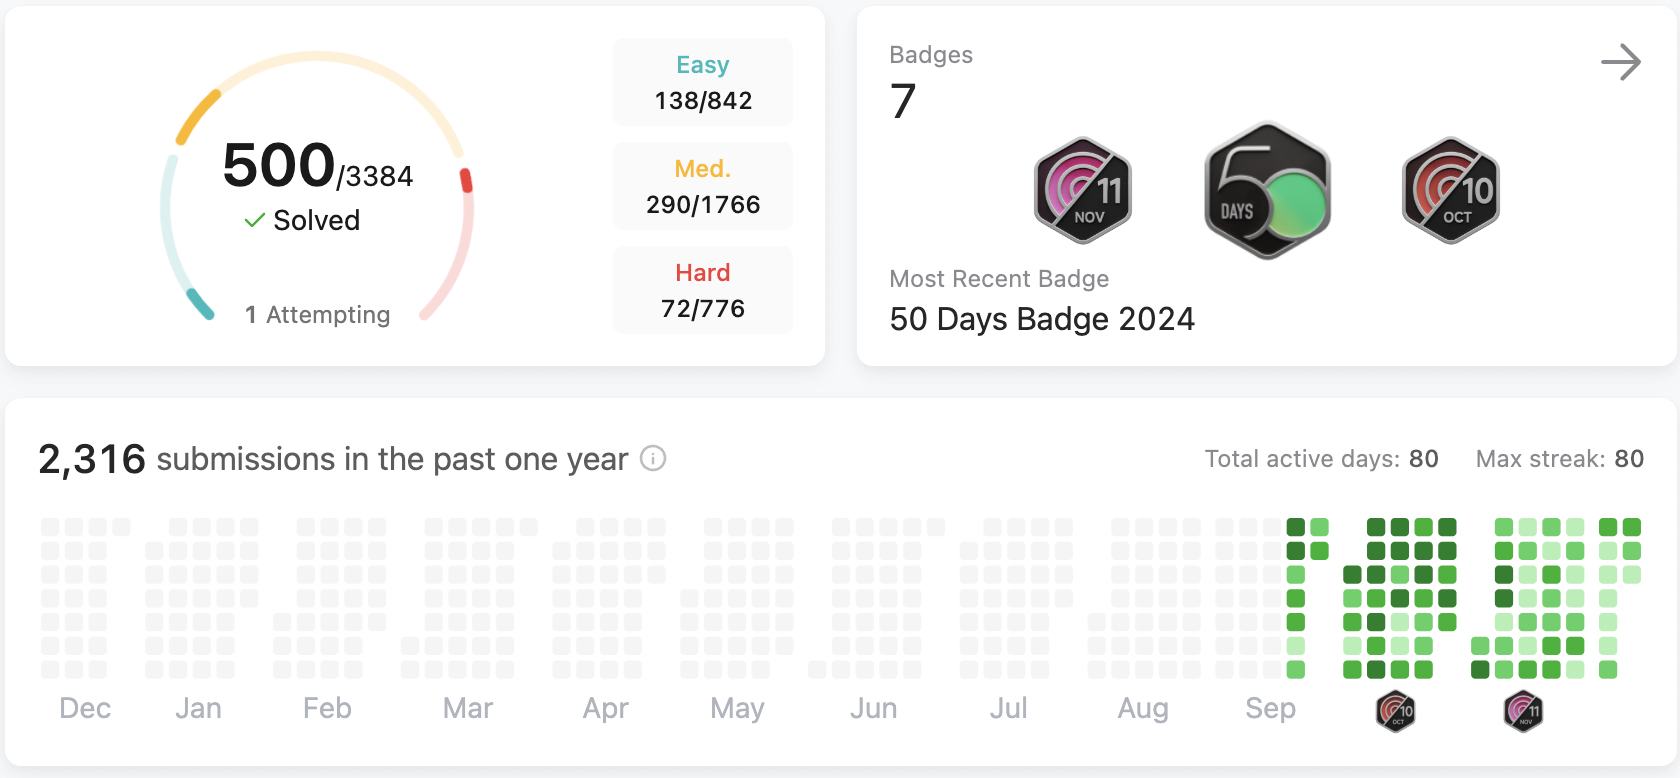 500/3384
Solved
1 Attempting
Easy
138/842
Med.
290/1766
Hard
72/776
Badges
7
11
NOV
50
DAYS
10
OCT
Most Recent Badge
50 Days Badge 2024
2,316 submissions in the past one year
Total active days: 80 Max streak: 80
Dec Jan Feb Mar Apr May Jun Jul Aug Sep
10
OCT
11
NOV